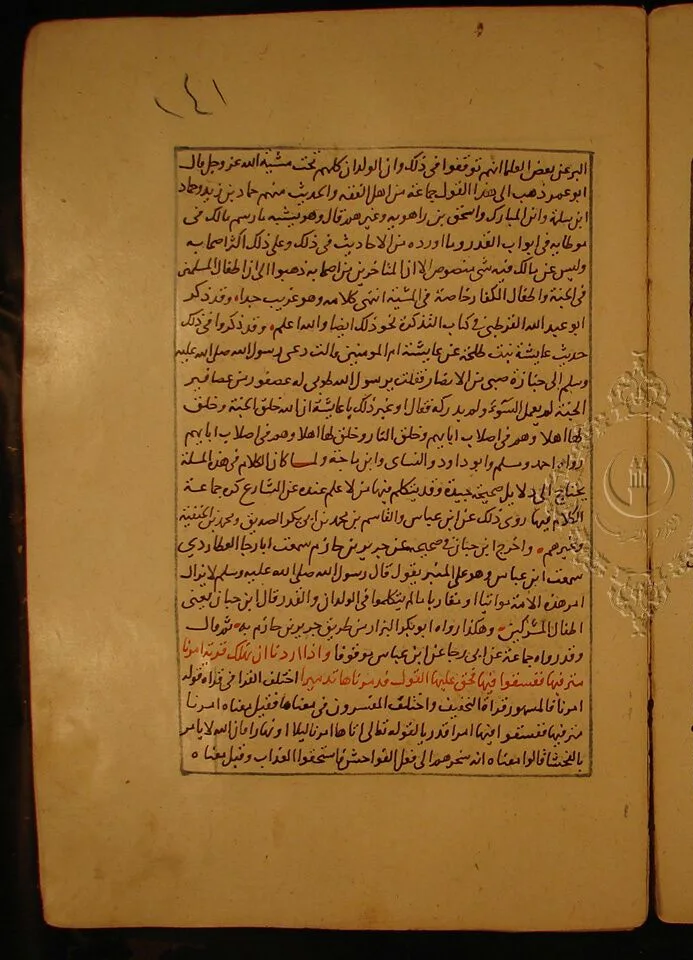 ١٤١
البر عن بعض العلما انهم توقفوا في ذلك وان الولدان كلهم تحت مشية الله عز وجل قال
ابو عمر ذهب الى هذا القول جماعة من اهل الفقه والحديث منهم حماد بن زيد وحماد
ابن سلمة وابن المبارك واسحق بن راهويه وغيرهم قال وهو يشبه ما رسم مالك في
موطايه في ابواب القدر وما اورده من الاحاديث في ذلك وعلى ذلك اكثر اصحابه
وليس عن مالك فيه شي منصوص الا ان المتاخرين من اصحابه ذهبوا الى ان اطفال المسلمين
في الجنة واطفال الكفار خاصة في المشية انتهى كلامه وهو غريب جدا وقد ذكر
ابو عبد الله القرطبي في كتاب التذكرة نحو ذلك ايضا والله اعلم وقد ذكروا في ذلك
حديث عايشة بنت طلحة عن عايشة ام المومنين قالت دعى رسول الله صلى الله عليه
وسلم الى جنازة صبي من الانصار فقلت يرسول الله طوبى له عصفور من عصافير
الجنة لم يعمل السوء ولم يدركه فقال او غير ذلك يا عايشة ان الله خلق الجنة وخلق
لها اهلا وهم في اصلاب ابايهم وخلق النار وخلق لها اهلا وهم في اصلاب ابايهم
رواه احمد ومسلم وابو داود والنساى وابن ماجة ولما كان الكلام في هذه المسلة
يحتاج الى دلايل صحيحة جيدة وقد يتكلم فيها من لا علم عنده عن الشارع كره جماعة
الكلام فيها روى ذلك عن ابن عباس والقاسم بن محمد بن ابي بكر الصديق ومحمد بن الحنفية
وغيرهم واخرج ابن حبان في صحيحه عن جرير بن حازم سمعت ابا رجا العطاردي
سمعت ابن عباس وهو على المنبر يقول قال رسول الله صلى الله عليه وسلم لا يزال
امر هذه الامة مواتيا او مقاربا ما لم يتكلموا في الولدان والقدر قال ابن حبان يعني
اطفال المشركين وهكذا رواه ابو بكر البزار من طريق جرير بن حازم به ثم قال
وقد رواه جماعة عن ابي رجا عن ابن عباس موقوفا واذا اردنا ان نهلك قرية امرنا
مترفيها ففسقوا فيها فحق عليها القول فدمرناها تدميرا اختلف القرا في قراة قوله
امرنا فالمشهور قراة التخفيف واختلف المفسرون في معناها فقيل معناه امرنا
مترفيها ففسقوا فيها امرا قدريا لقوله تعالى اتاها امرنا ليلا او نهارا فان الله لا يامر
بالفحشا قالوا معناه انه سخرهم الى فعل الفواحش فاستحقوا العذاب وقيل معناه